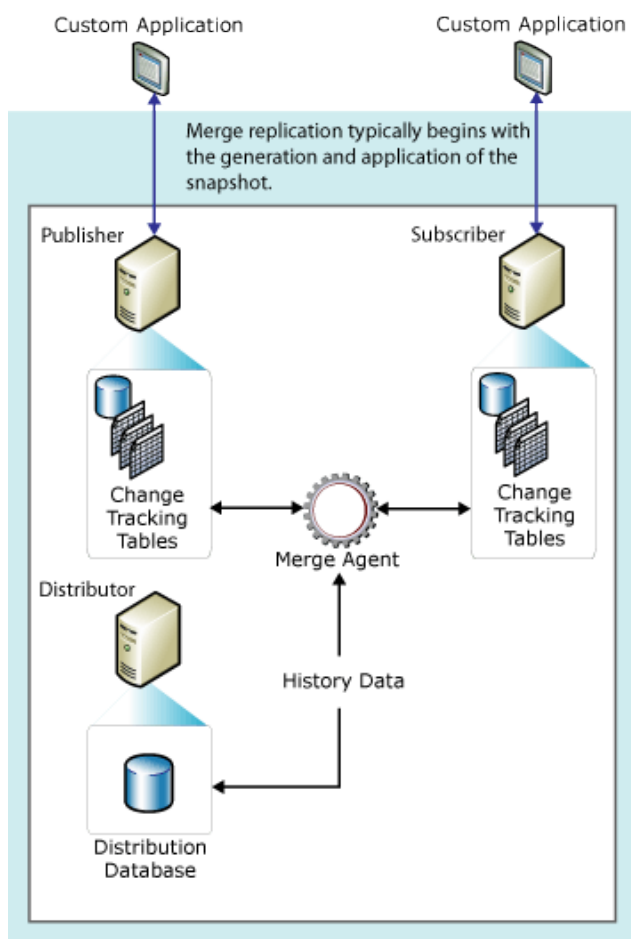 Custom Application
Custom Application
Merge replication typically begins with
the generation and application of the
snapshot.
Publisher
Subscriber
Change
Tracking
Tables
Change
Tracking
Tables
Merge Agent
Distributor
History Data
Distribution
Database